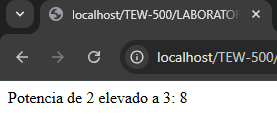 localhost/TEW-500/LABORATOR
localhost/TEW-500/
Potencia de 2 elevado a 3: 8